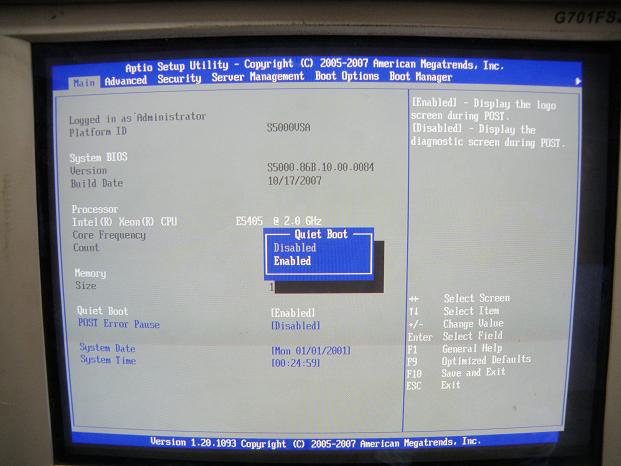 G701FS
Aptio Setup Utility - Copyright (C) 2005-2007 American Megatrends, Inc.
Main Advanced Security Server Management Boot Options Boot Manager
Logged in as Administrator
Platform ID S5000VSA
System BIOS
Version S5000.86B.10.00.0084
Build Date 10/17/2007
Processor
Intel(R) Xeon(R) CPU E5405 @ 2.0 GHz
Core Frequency
Count
Memory
Size 1
Quiet Boot [Enabled]
POST Error Pause [Disabled]
System Date [Mon 01/01/2001]
System Time [00:24:59]
Quiet Boot
Disabled
Enabled
[Enabled] - Display the logo
screen during POST.
[Disabled] - Display the
diagnostic screen during POST.
→← Select Screen
↑↓ Select Item
+/- Change Value
Enter Select Field
F1 General Help
F9 Optimized Defaults
F10 Save and Exit
ESC Exit
Version 1.20.1093 Copyright (C) 2005-2007 American Megatrends, Inc.